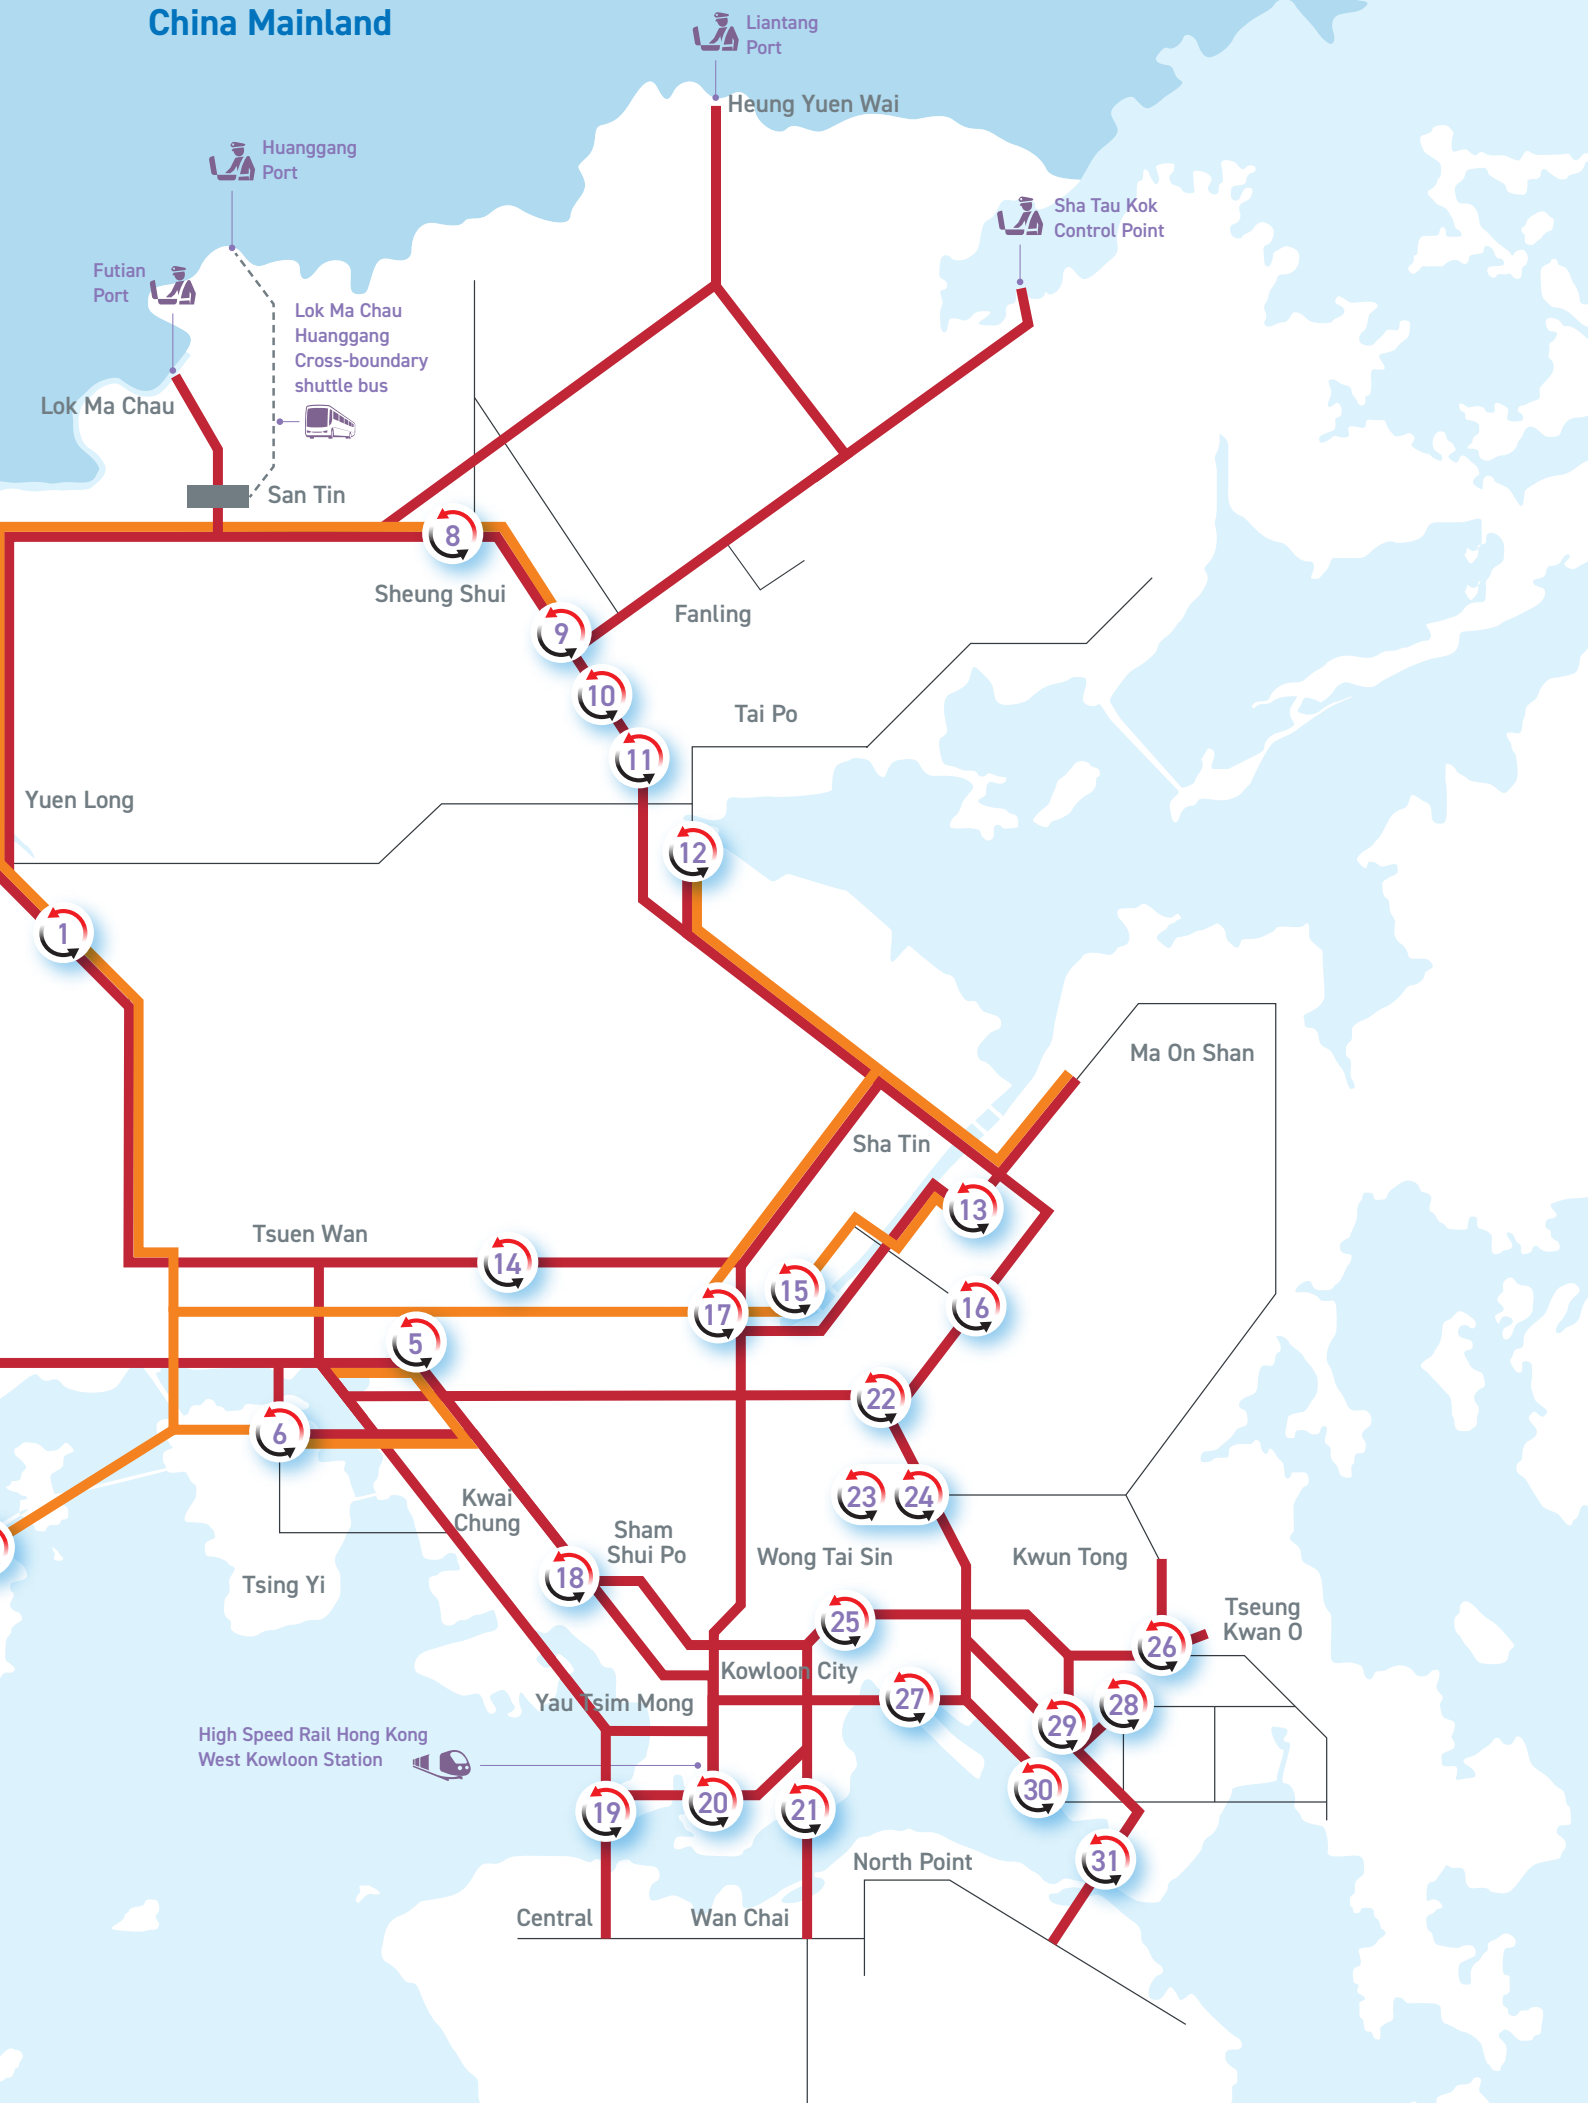 China Mainland
Liantang
Port
Heung Yuen Wai
Huanggang
Port
Sha Tau Kok
Control Point
Futian
Port
Lok Ma Chau
Huanggang
Cross-boundary
shuttle bus
Lok Ma Chau
San Tin
8
Sheung Shui
9
Fanling
10
Tai Po
11
Yuen Long
12
1
Ma On Shan
Sha Tin
13
Tsuen Wan
14
15
16
17
5
22
6
23
24
Kwai
Chung
Sham
Shui Po
Wong Tai Sin
Kwun Tong
18
Tsing Yi
25
Tseung
Kwan O
26
Kowloon City
27
28
Yau Tsim Mong
29
High Speed Rail Hong Kong
West Kowloon Station
30
19
20
21
31
North Point
Central
Wan Chai